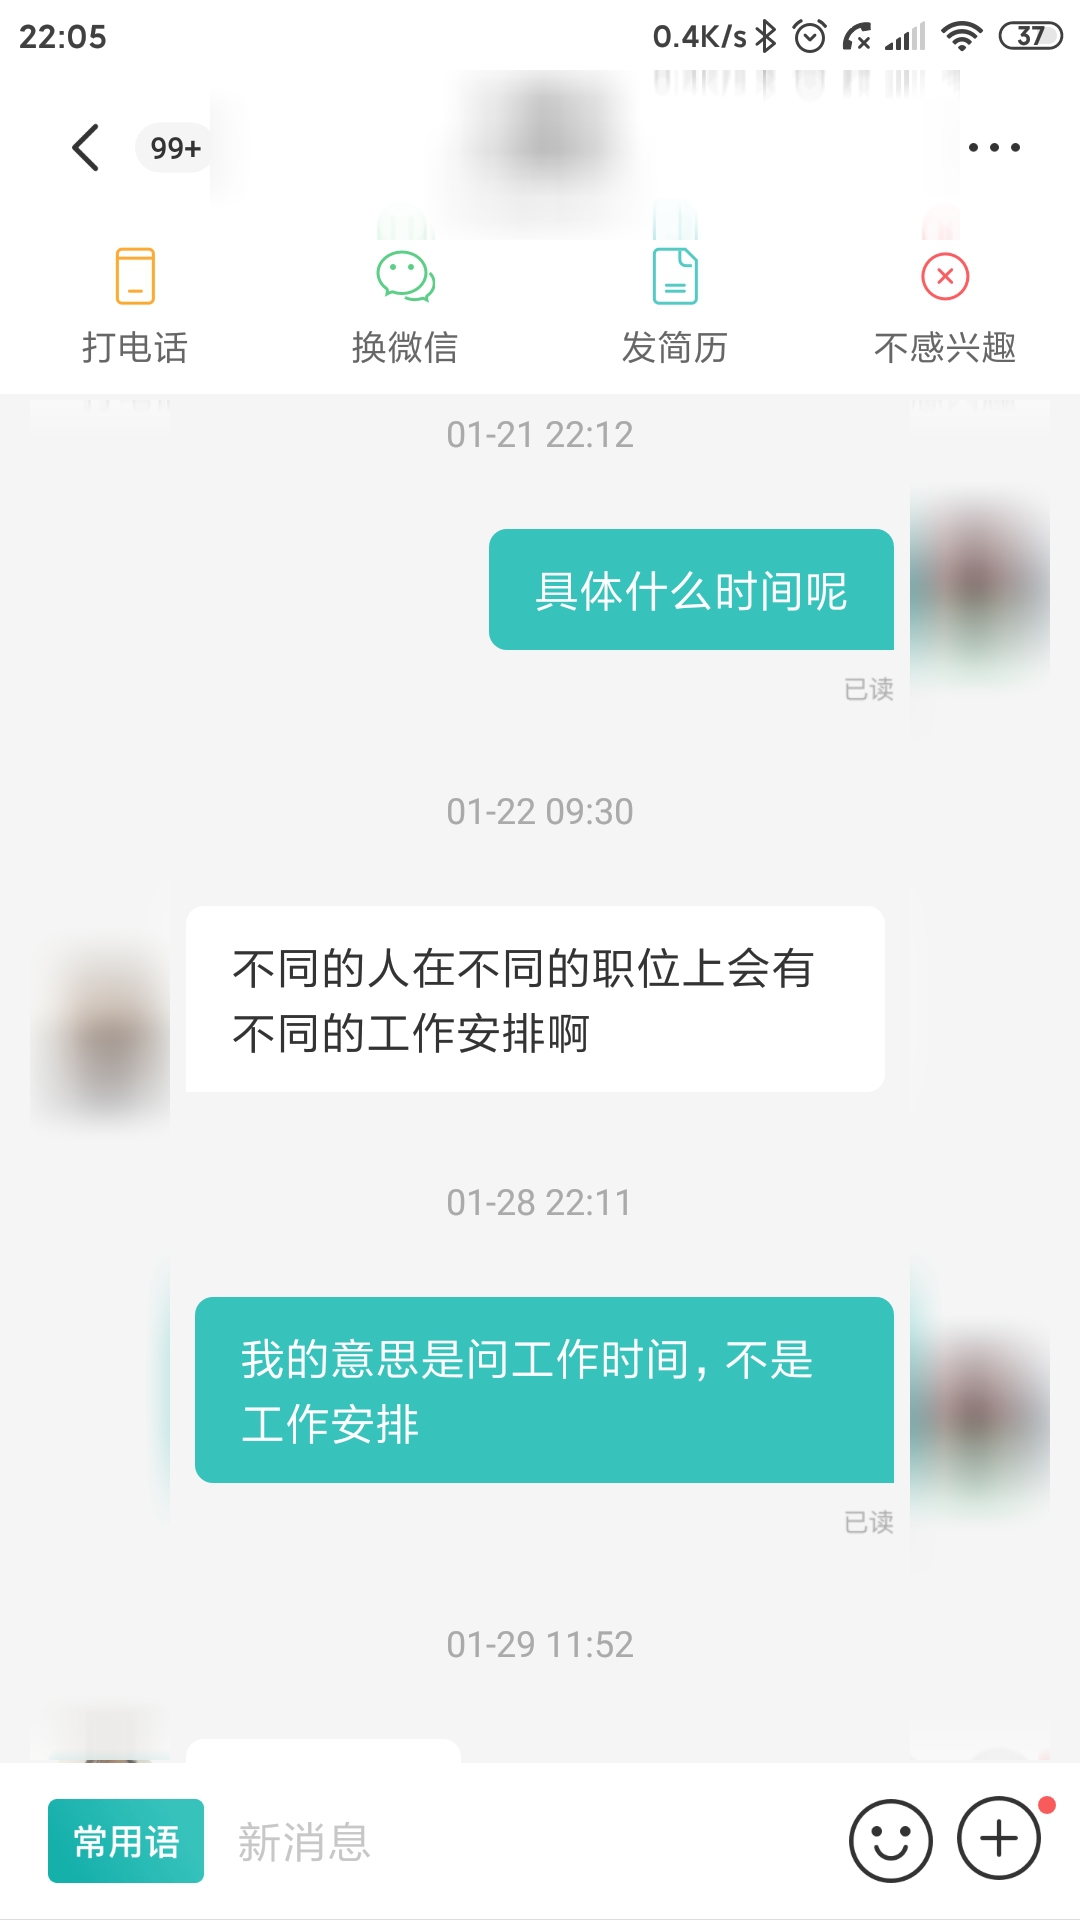 22:05
0.4K/s
37
99+
打电话
换微信
发简历
不感兴趣
01-21 22:12
具体什么时间呢
已读
01-22 09:30
不同的人在不同的职位上会有
不同的工作安排啊
01-28 22:11
我的意思是问工作时间，不是
工作安排
已读
01-29 11:52
常用语
新消息